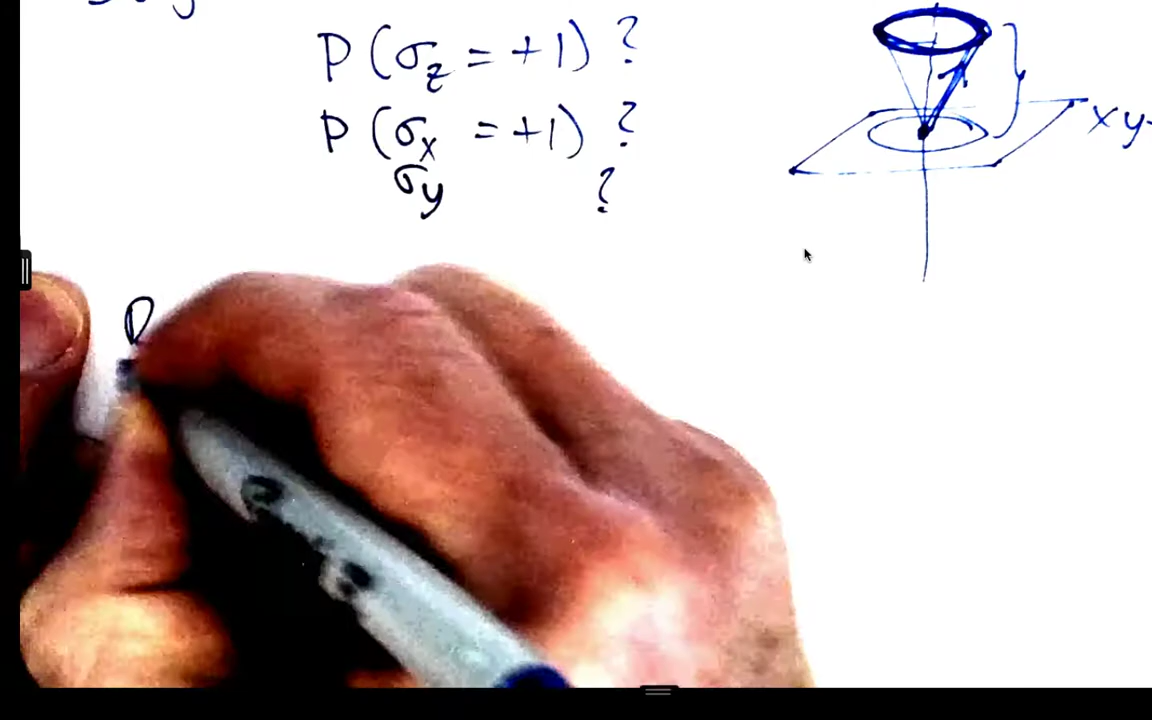 P (σz = +1) ?
P (σx = +1) ?
σy ?
xy-
P